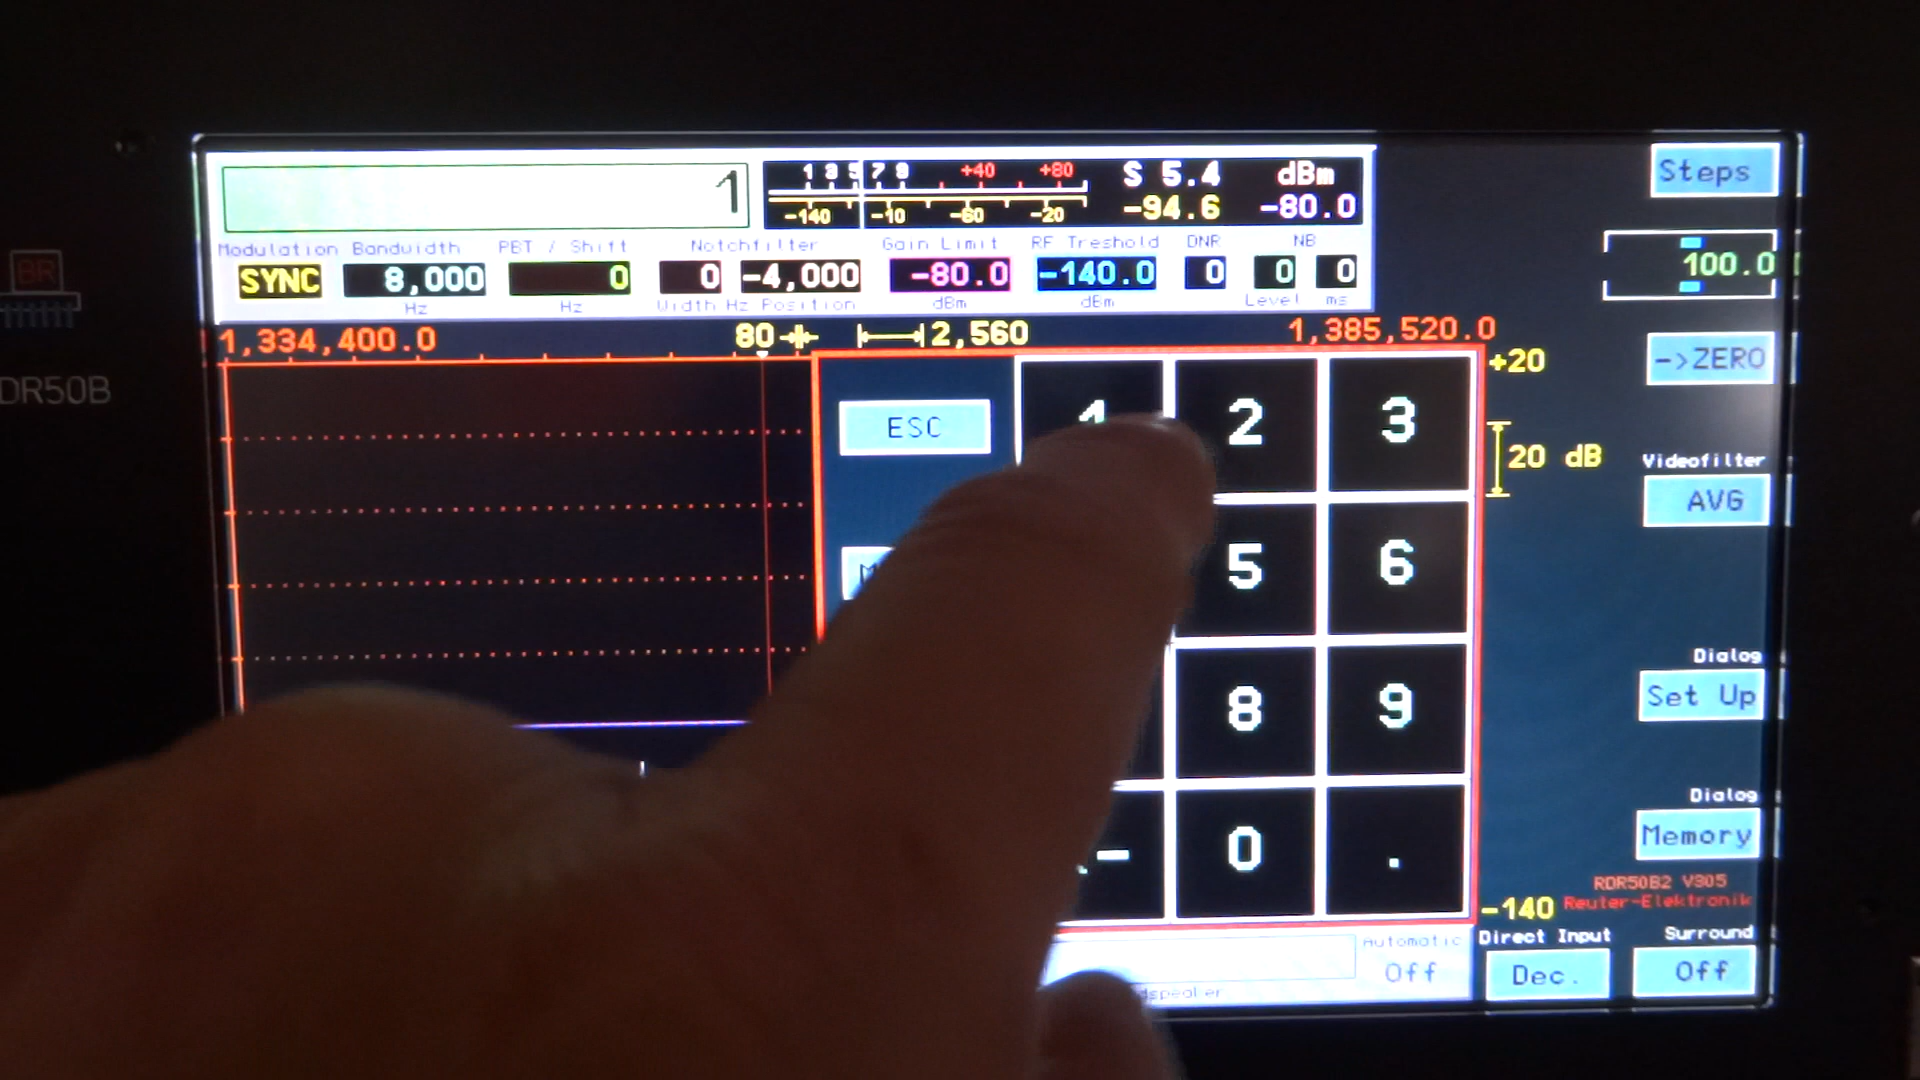 1
1 3 5 7 9 +40 +80
-140 -10 -60 -20
S 5.4 dBm
-94.6 -80.0
Steps
Modulation Bandwidth PBT / Shift Notchfilter Gain Limit RF Treshold DNR NB
SYNC 8,000 0 0 -4,000 -80.0 -140.0 0 0 0
Hz Hz Width Hz Position dBm dBm Level ms
100.0
BR
DR50B
1,334,400.0 80 2,560 1,385,520.0
->ZERO
+20
20 dB
ESC
1 2 3
5 6
8 9
.- 0 .
Videofilter
AVG
Dialog
Set Up
Dialog
Memory
RDR50B2 V305
Reuter-Elektronik
-140
Automatic
Off
Direct Input
Dec.
Surround
Off